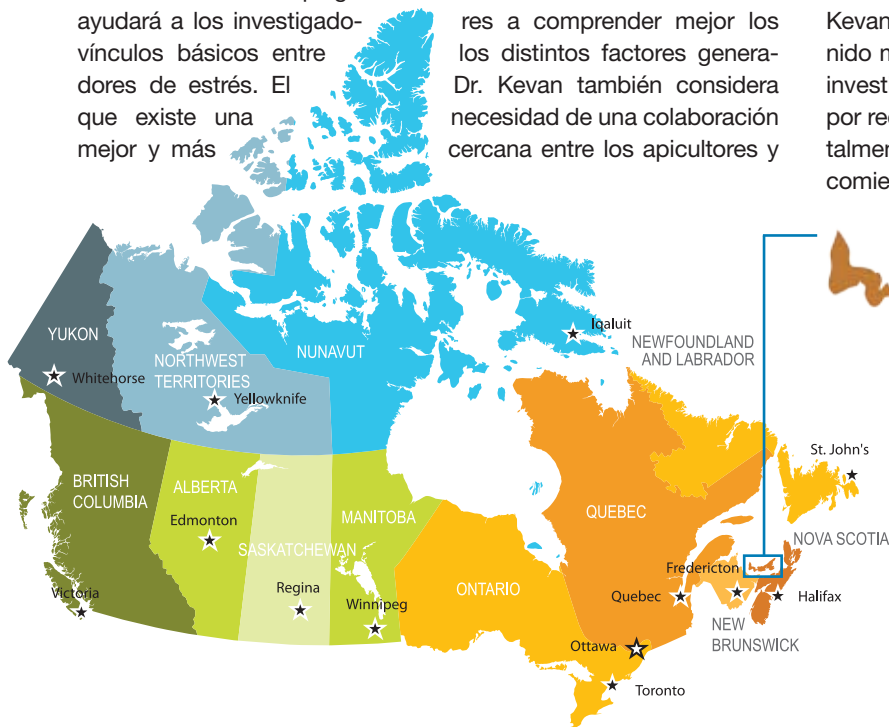 ayudará a los investigado- res a comprender mejor los
vínculos básicos entre los distintos factores genera-
dores de estrés. El Dr. Kevan también considera
que existe una necesidad de una colaboración
mejor y más cercana entre los apicultores y
Kevan
nido m
invest
por rec
talmen
comie
YUKON
Whitehorse
NORTHWEST
TERRITORIES
Yellowknife
NUNAVUT
Iqaluit
NEWFOUNDLAND
AND LABRADOR
St. John's
BRITISH
COLUMBIA
Victoria
ALBERTA
Edmonton
SASKATCHEWAN
Regina
MANITOBA
Winnipeg
ONTARIO
Ottawa
Toronto
QUEBEC
Quebec
Fredericton
NEW
BRUNSWICK
NOVA SCOTIA
Halifax